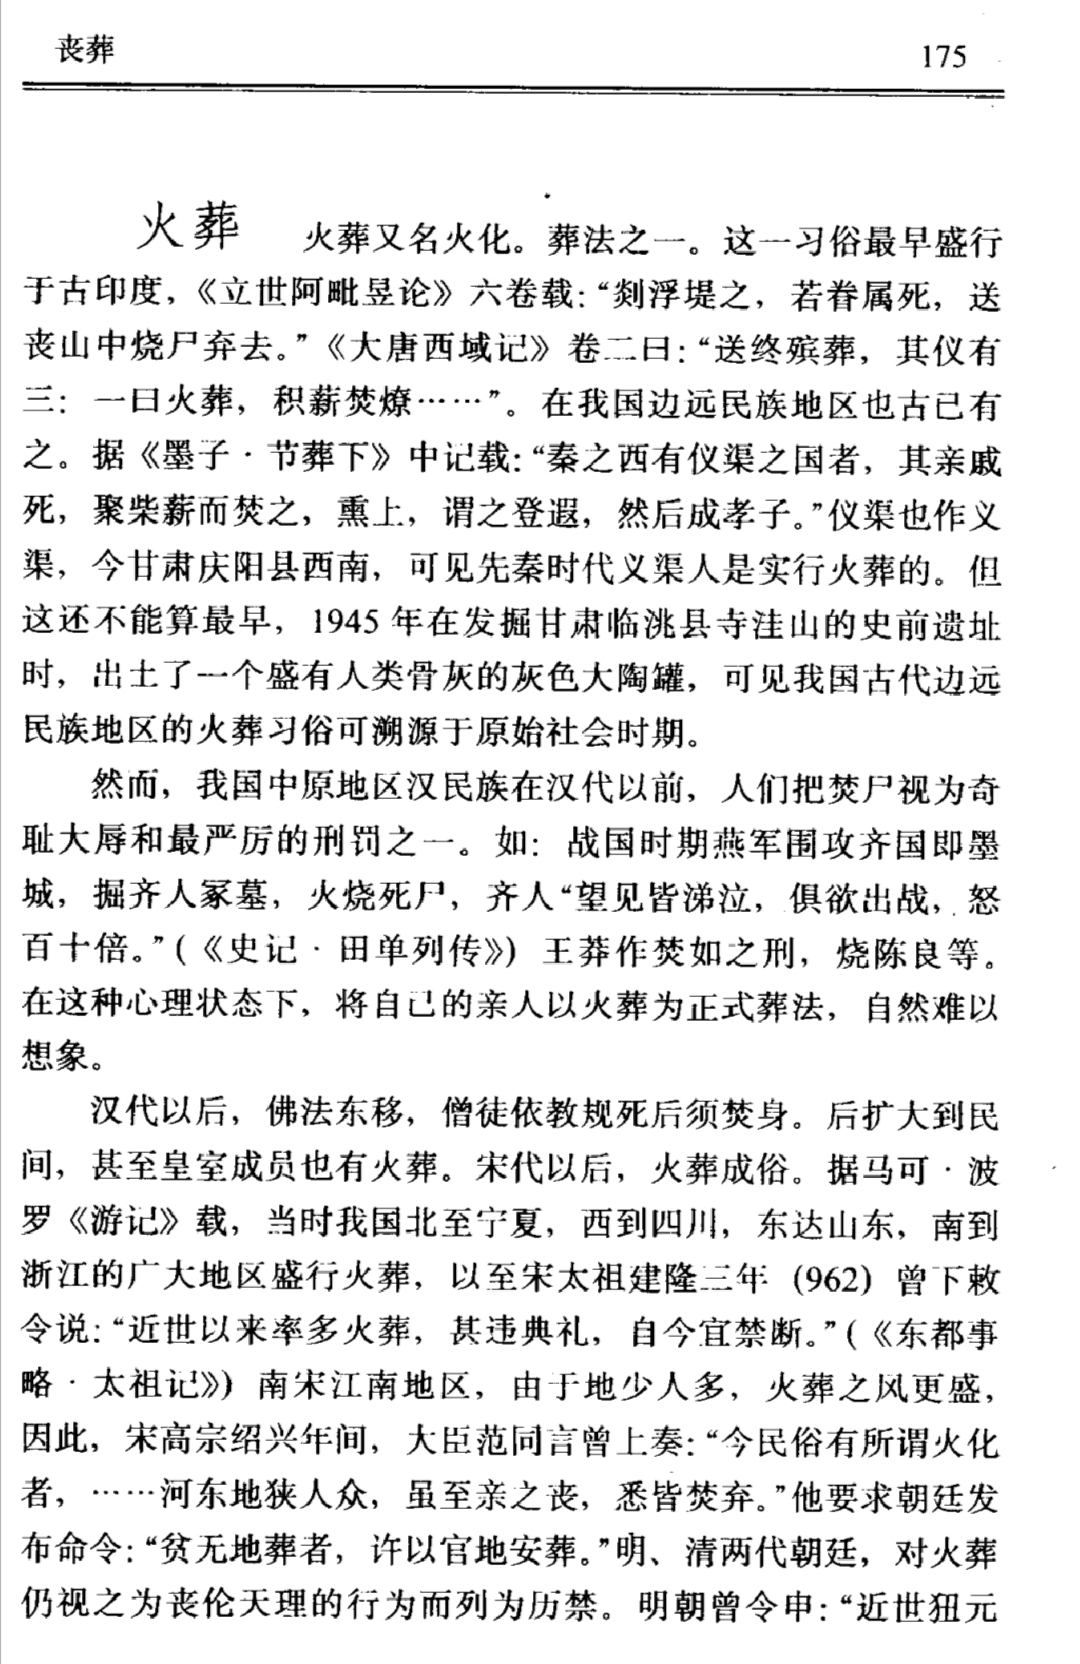 丧葬 175
火葬 火葬又名火化。葬法之一。这一习俗最早盛行
于古印度，《立世阿毗昙论》六卷载：“剡浮堤之，若眷属死，送
丧山中烧尸弃去。”《大唐西域记》卷二曰：“送终殡葬，其仪有
三：一曰火葬，积薪焚燎……”。在我国边远民族地区也古已有
之。据《墨子·节葬下》中记载：“秦之西有仪渠之国者，其亲戚
死，聚柴薪而焚之，熏上，谓之登遐，然后成孝子。”仪渠也作义
渠，今甘肃庆阳县西南，可见先秦时代义渠人是实行火葬的。但
这还不能算最早，1945年在发掘甘肃临洮县寺洼山的史前遗址
时，出土了一个盛有人类骨灰的灰色大陶罐，可见我国古代边远
民族地区的火葬习俗可溯源于原始社会时期。
然而，我国中原地区汉民族在汉代以前，人们把焚尸视为奇
耻大辱和最严厉的刑罚之一。如：战国时期燕军围攻齐国即墨
城，掘齐人冢墓，火烧死尸，齐人“望见皆涕泣，俱欲出战，怒
百十倍。”(《史记·田单列传》）王莽作焚如之刑，烧陈良等。
在这种心理状态下，将自己的亲人以火葬为正式葬法，自然难以
想象。
汉代以后，佛法东移，僧徒依教规死后须焚身。后扩大到民
间，甚至皇室成员也有火葬。宋代以后，火葬成俗。据马可·波
罗《游记》载，当时我国北至宁夏，西到四川，东达山东，南到
浙江的广大地区盛行火葬，以至宋太祖建隆三年（962）曾下敕
令说：“近世以来率多火葬，甚违典礼，自今宜禁断。”(《东都事
略·太祖记》）南宋江南地区，由于地少人多，火葬之风更盛，
因此，宋高宗绍兴年间，大臣范同言曾上奏：“今民俗有所谓火化
者，……河东地狭人众，虽至亲之丧，悉皆焚弃。”他要求朝廷发
布命令：“贫无地葬者，许以官地安葬。”明、清两代朝廷，对火葬
仍视之为丧伦天理的行为而列为历禁。明朝曾令申：“近世狃元